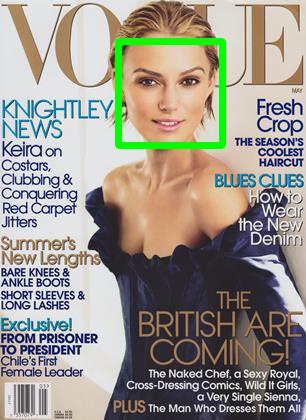 VOGUE
MAY
KNIGHTLEY
NEWS
Keira on
Costars,
Clubbing &
Conquering
Red Carpet
Jitters
Summer's
New Lengths
BARE KNEES &
ANKLE BOOTS
SHORT SLEEVES &
LONG LASHES
Exclusive!
FROM PRISONER
TO PRESIDENT
Chile's First
Female Leader
Fresh
Crop
THE SEASON'S
COOLEST
HAIRCUT
BLUES CLUES
How to
Wear
the New
Denim
THE
BRITISH ARE
COMING!
The Naked Chef, a Sexy Royal,
Cross-Dressing Comics, Wild It Girls,
a Very Single Sienna,
PLUS The Man Who Dresses Them All